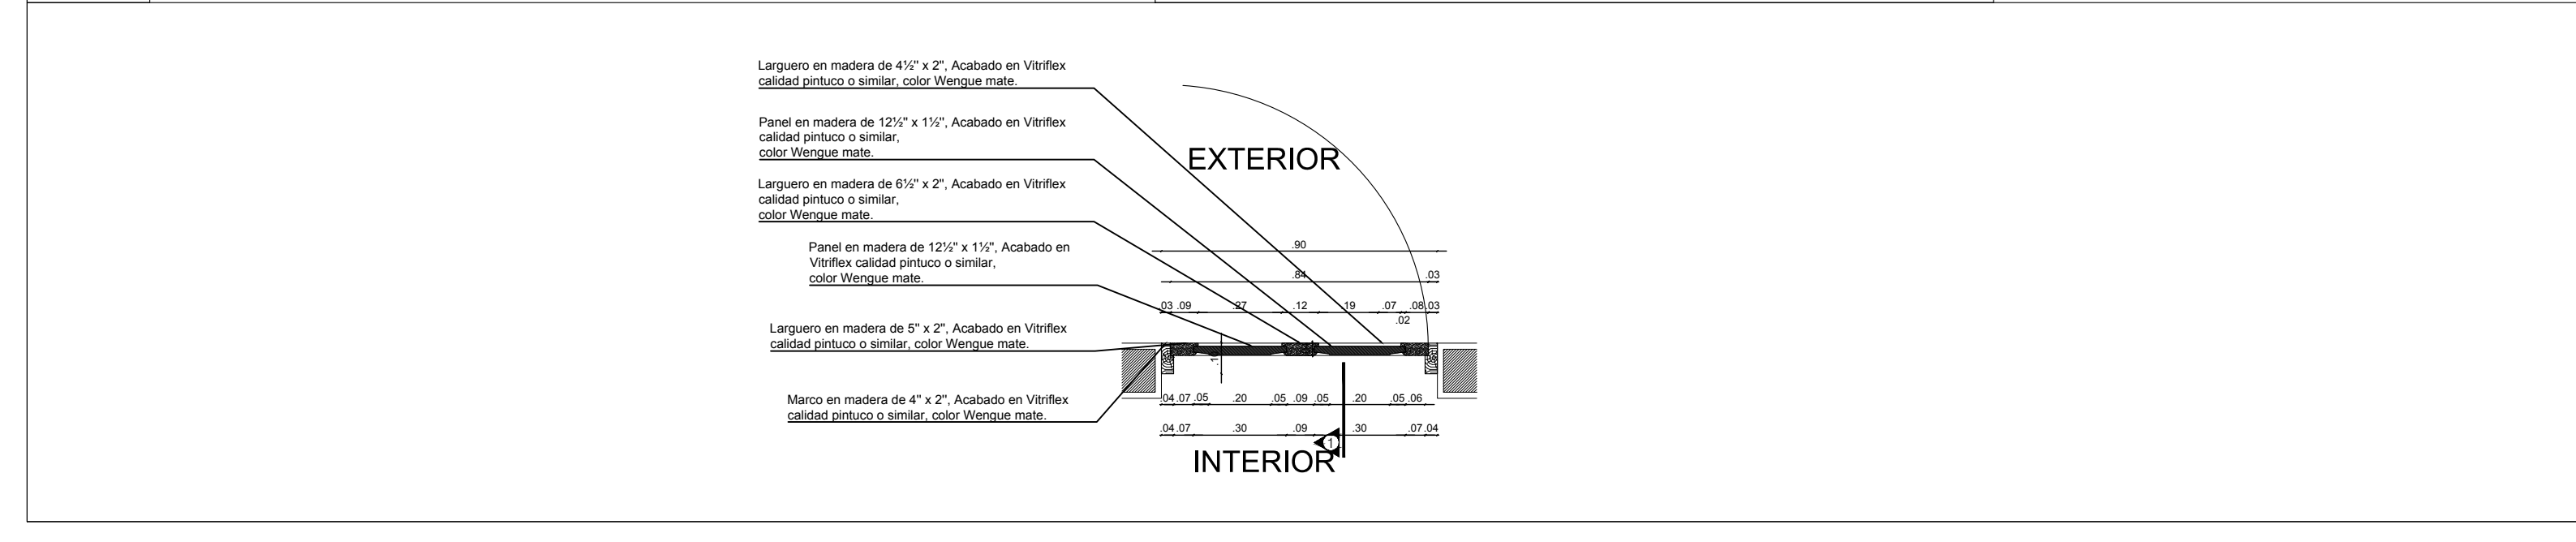 Larguero en madera de 4½" x 2", Acabado en Vitriflex
calidad pintuco o similar, color Wengue mate.
Panel en madera de 12½" x 1½", Acabado en Vitriflex
calidad pintuco o similar,
color Wengue mate.
Larguero en madera de 6½" x 2", Acabado en Vitriflex
calidad pintuco o similar,
color Wengue mate.
Panel en madera de 12½" x 1½", Acabado en
Vitriflex calidad pintuco o similar,
color Wengue mate.
Larguero en madera de 5" x 2", Acabado en Vitriflex
calidad pintuco o similar, color Wengue mate.
Marco en madera de 4" x 2", Acabado en Vitriflex
calidad pintuco o similar, color Wengue mate.
EXTERIOR
.90
.84 .03
.03 .09 .27 .12 .19 .07 .08 .03
.02
.10
.04 .07 .05 .20 .05 .09 .05 .20 .05 .06
.04 .07 .30 .09 .30 .07 .04
1
INTERIOR